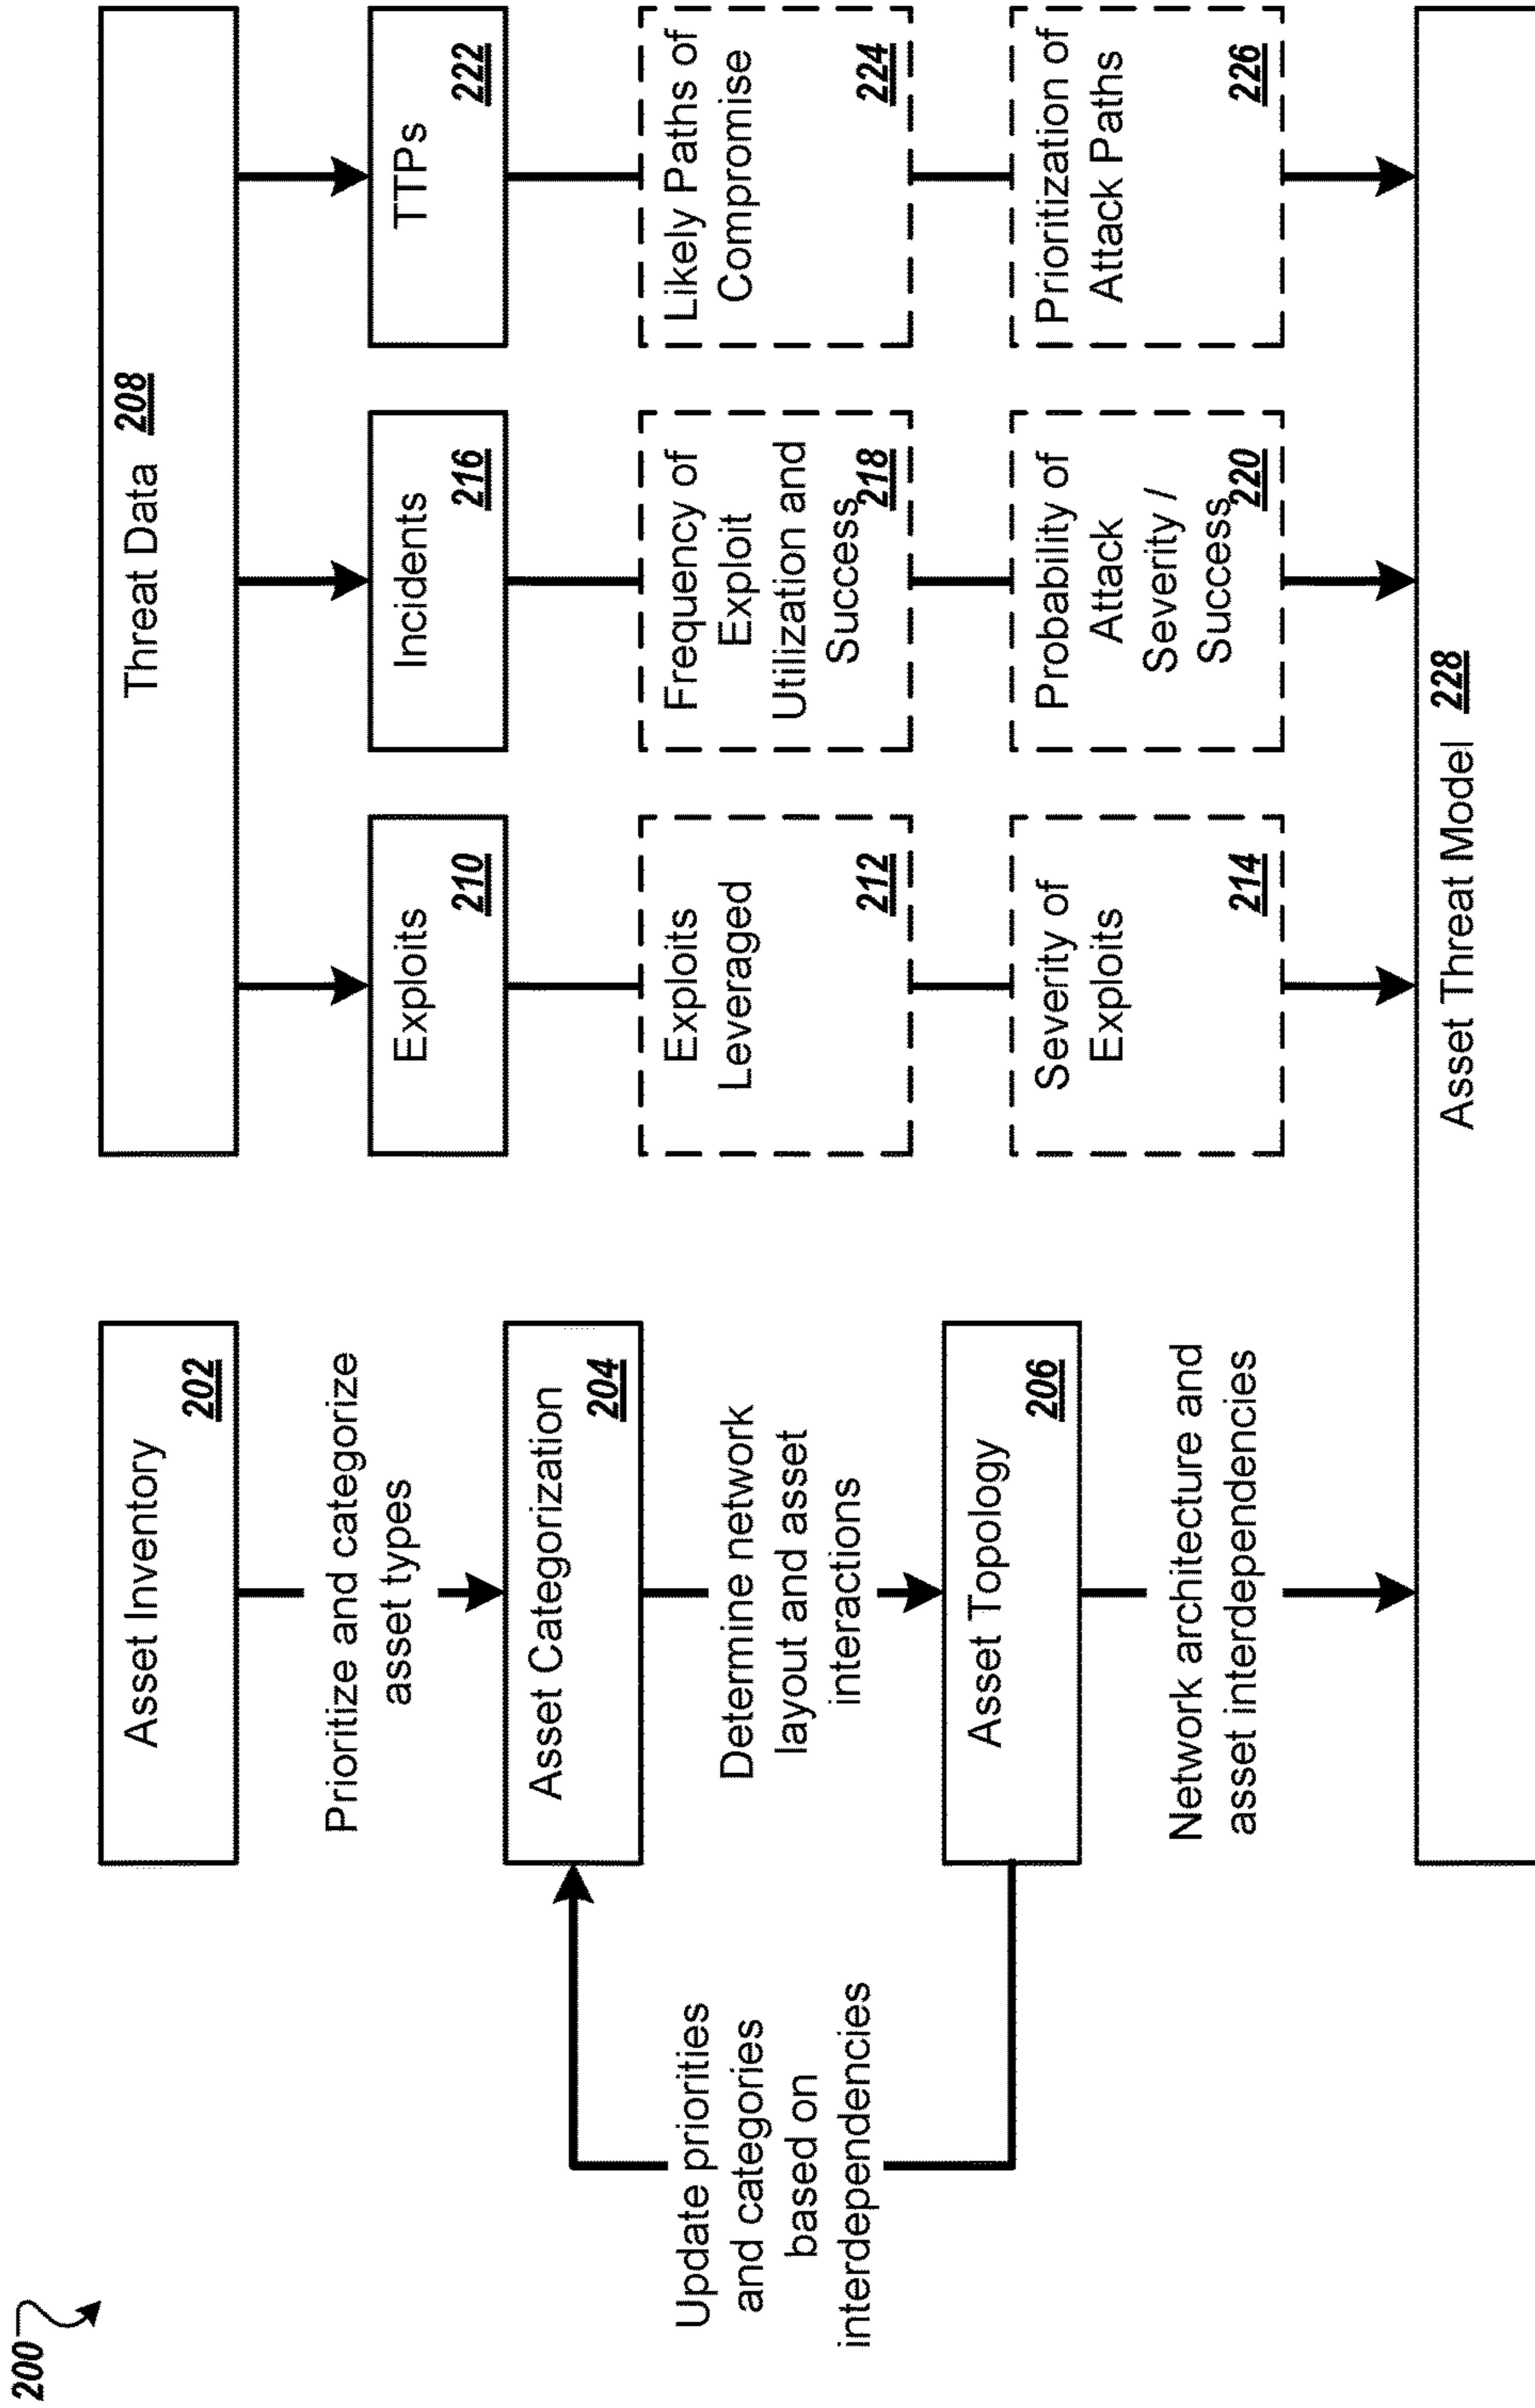 200
Asset Inventory
202
Prioritize and categorize
asset types
Asset Categorization
204
Determine network
layout and asset
interactions
Update priorities
and categories
based on
interdependencies
Asset Topology
206
Network architecture and
asset interdependencies
Threat Data 208
Exploits
210
Exploits
Leveraged
212
Severity of
Exploits
214
Incidents
216
Frequency of
Exploit
Utilization and
Success
218
Probability of
Attack
Severity /
Success
220
TTPs
222
Likely Paths of
Compromise
224
Prioritization of
Attack Paths
226
Asset Threat Model 228